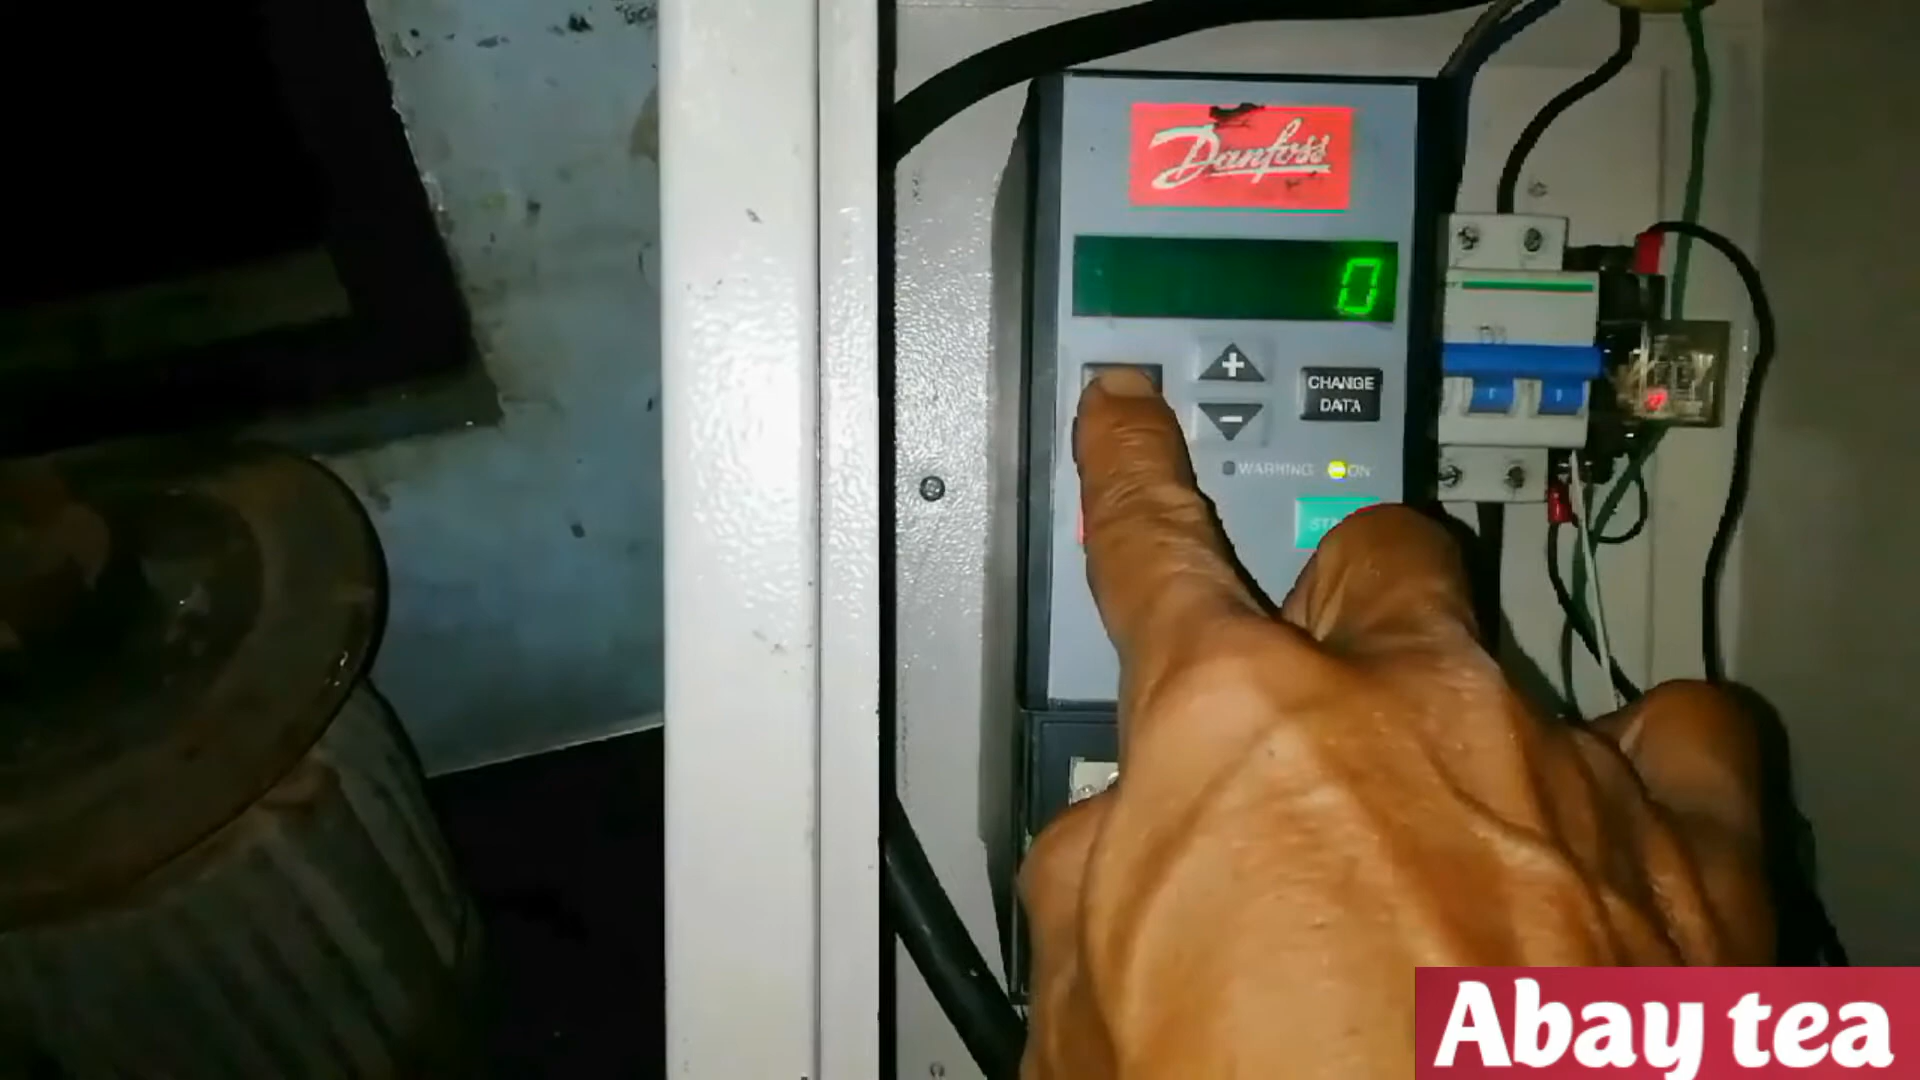 Danfoss
0
+
CHANGE
DATA
-
WARNING ON
Abay tea